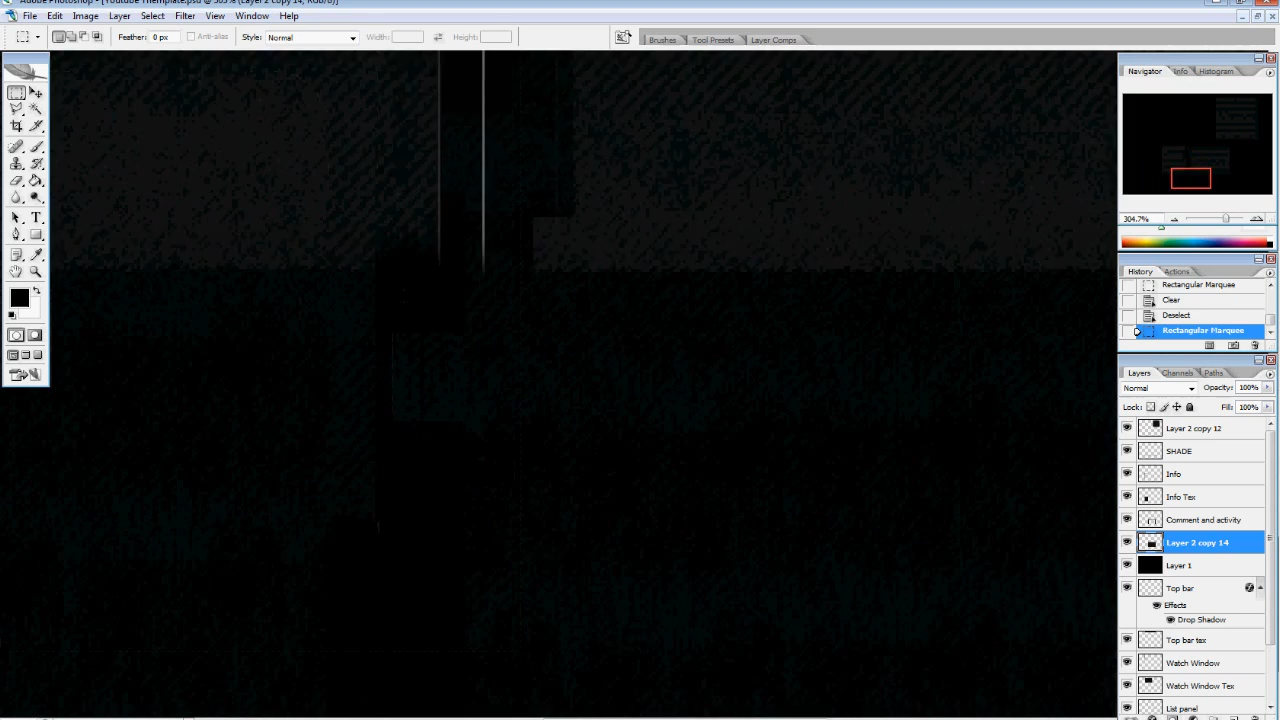 Adobe Photoshop - [Youtube Themplate.psd @ 305% (Layer 2 copy 14, RGB/8)]
File Edit Image Layer Select Filter View Window Help
Feather: 0 px Anti-alias Style: Normal Width: Height: Brushes Tool Presets Layer Comps
Navigator Info Histogram
304.7%
History Actions
Rectangular Marquee
Clear
Deselect
Rectangular Marquee
Layers Channels Paths
Normal Opacity: 100%
Lock: Fill: 100%
Layer 2 copy 12
SHADE
Info
Info Tex
Comment and activity
Layer 2 copy 14
Layer 1
Top bar
Effects
Drop Shadow
Top bar tex
Watch Window
Watch Window Tex
List panel